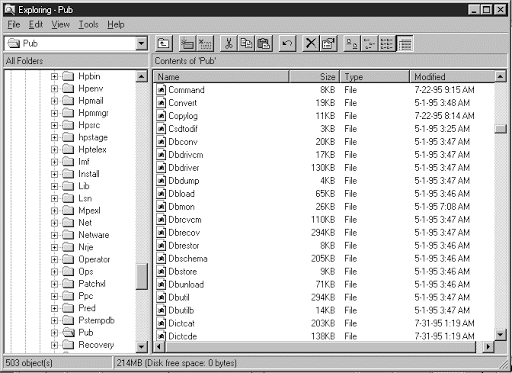 Exploring - Pub
File Edit View Tools Help
Pub
All Folders
Contents of 'Pub'
Hpbin
Hpenv
Hpmail
Hpmmgr
Hpsrc
hpstage
Hptelex
Imf
Install
Lib
Lsn
Mpexl
Net
Netware
Nrje
Operator
Ops
Patchxl
Ppc
Pred
Pstempdb
Pub
Recovery
Name Size Type Modified
Command 8KB File 7-22-95 9:15 AM
Convert 19KB File 5-1-95 3:48 AM
Copylog 11KB File 7-22-95 8:14 AM
Csdtodif 3KB File 5-1-95 3:25 AM
Dbconv 20KB File 5-1-95 3:47 AM
Dbdrivcm 17KB File 5-1-95 3:47 AM
Dbdriver 130KB File 5-1-95 3:47 AM
Dbdump 4KB File 5-1-95 3:47 AM
Dbload 65KB File 5-1-95 3:46 AM
Dbmon 26KB File 5-1-95 7:08 AM
Dbrcvcm 110KB File 5-1-95 3:47 AM
Dbrecov 294KB File 5-1-95 3:47 AM
Dbrestor 8KB File 5-1-95 3:46 AM
Dbschema 205KB File 5-1-95 3:46 AM
Dbstore 9KB File 5-1-95 3:46 AM
Dbunload 71KB File 5-1-95 3:46 AM
Dbutil 294KB File 5-1-95 3:47 AM
Dbutilb 14KB File 5-1-95 3:47 AM
Dictcat 203KB File 7-31-95 1:19 AM
Dictcde 138KB File 7-31-95 1:19 AM
503 object(s)
214MB (Disk free space: 0 bytes)